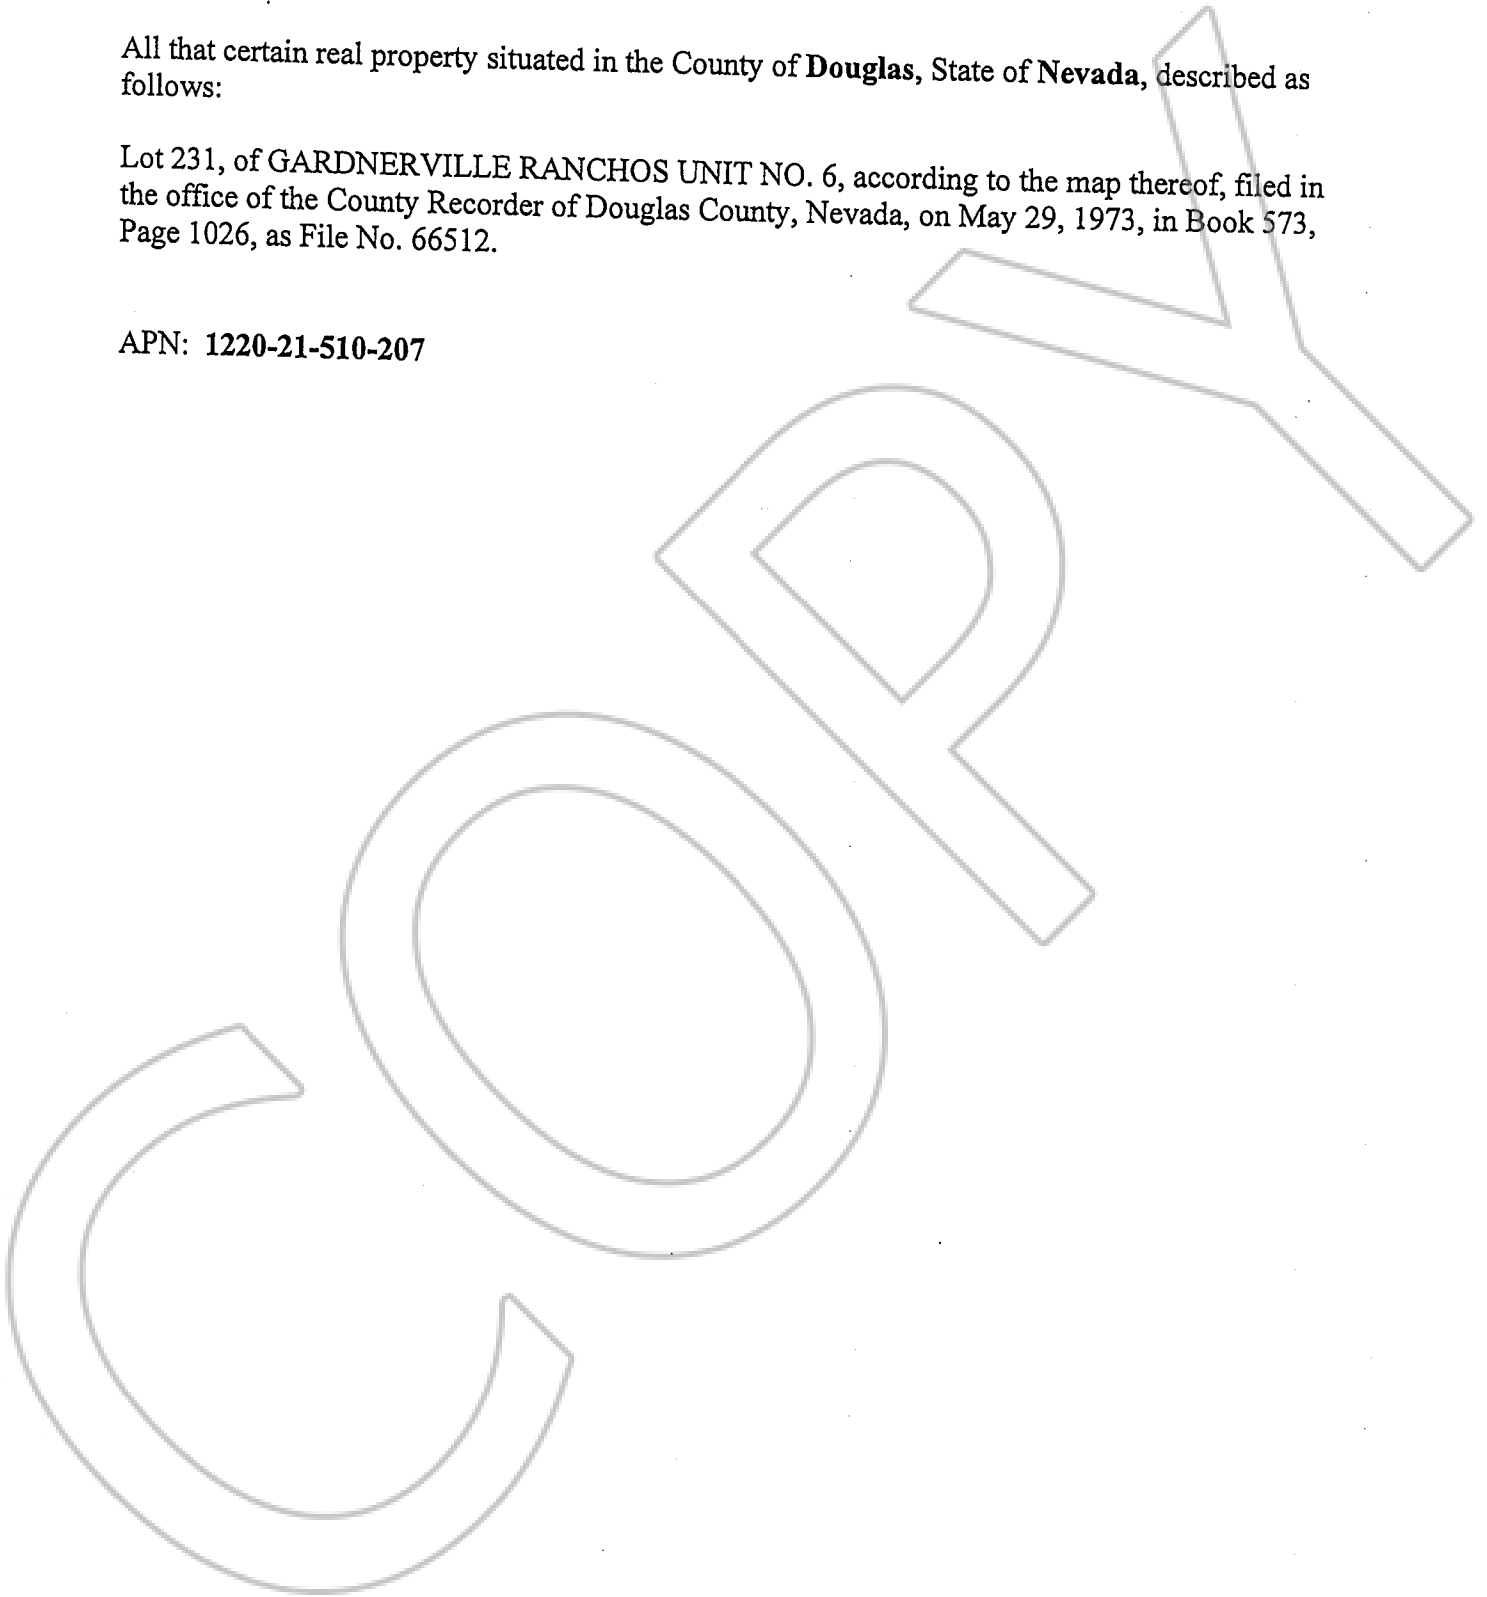 All that certain real property situated in the County of Douglas, State of Nevada, described as
follows:
Lot 231, of GARDNERVILLE RANCHOS UNIT NO. 6, according to the map thereof, filed in
the office of the County Recorder of Douglas County, Nevada, on May 29, 1973, in Book 573,
Page 1026, as File No. 66512.
APN: 1220-21-510-207
COPY